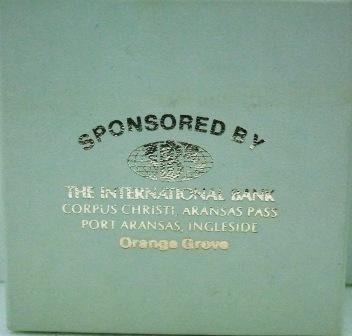 SPONSORED BY
THE INTERNATIONAL BANK
CORPUS CHRISTI, ARANSAS PASS
PORT ARANSAS, INGLESIDE
Orange Grove